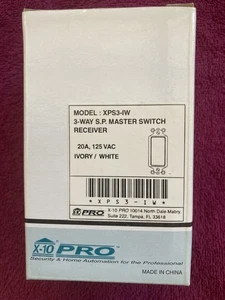 MODEL : XPS3-IW
3-WAY S.P. MASTER SWITCH
RECEIVER
20A, 125 VAC
IVORY / WHITE
* X P S 3 - I W *
PRO
X-10 PRO 10014 North Dale Mabry
Suite 222, Tampa, FL 33618
X-10 PRO
Security & Home Automation for the Professional
MADE IN CHINA